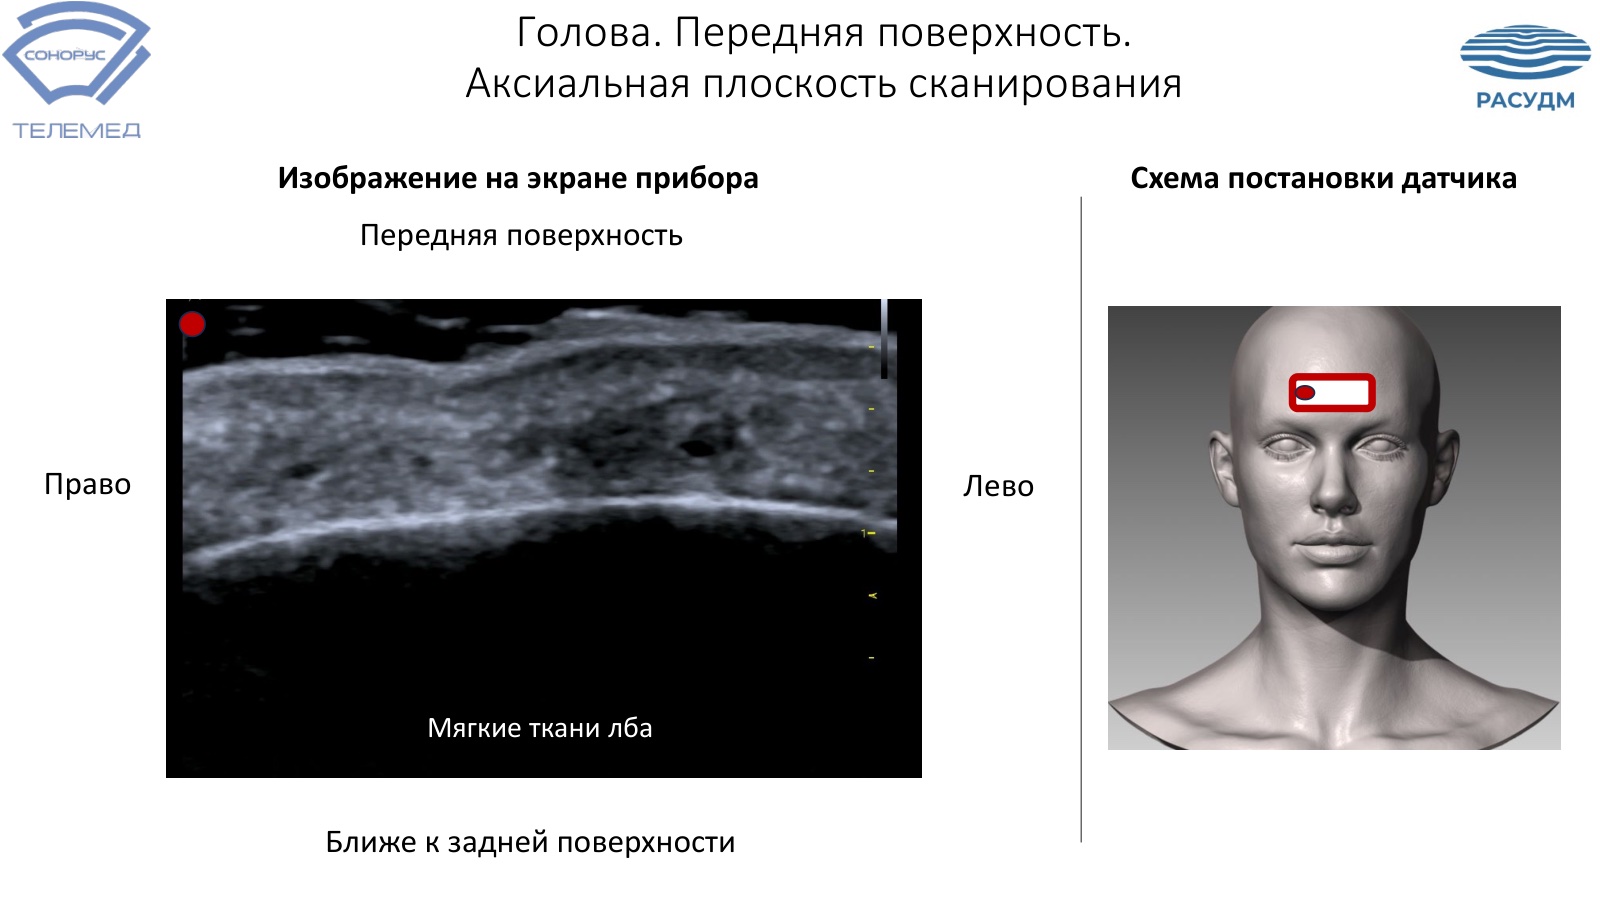 Голова. Передняя поверхность.
Аксиальная плоскость сканирования
СОНОРУС
ТЕЛЕМЕД
РАСУДМ
Изображение на экране прибора
Схема постановки датчика
Передняя поверхность
Право
Лево
1
Мягкие ткани лба
Ближе к задней поверхности